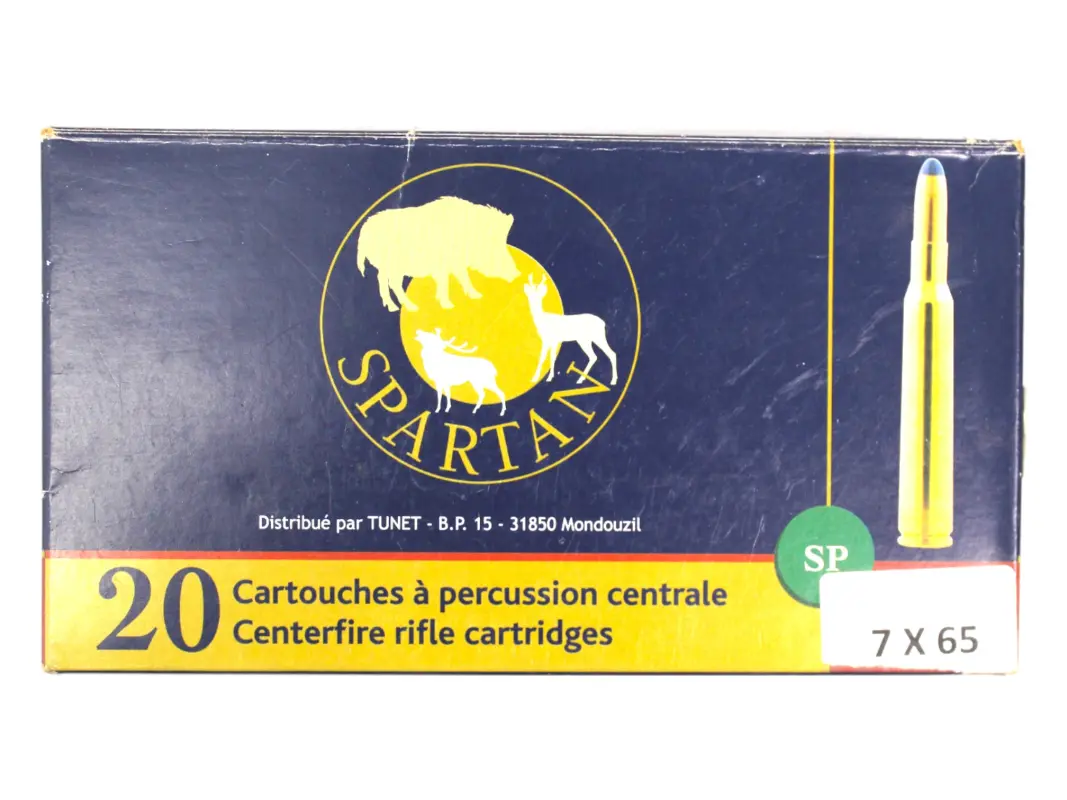 SPARTAN
Distribué par TUNET - B.P. 15 - 31850 Mondouzil
SP
20
Cartouches à percussion centrale
Centerfire rifle cartridges
7 X 65